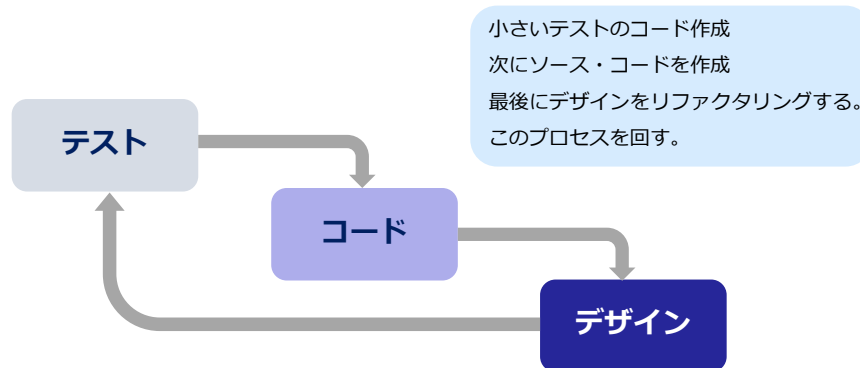 小さいテストのコード作成
次にソース・コードを作成
最後にデザインをリファクタリングする。
このプロセスを回す。
テスト
コード
デザイン